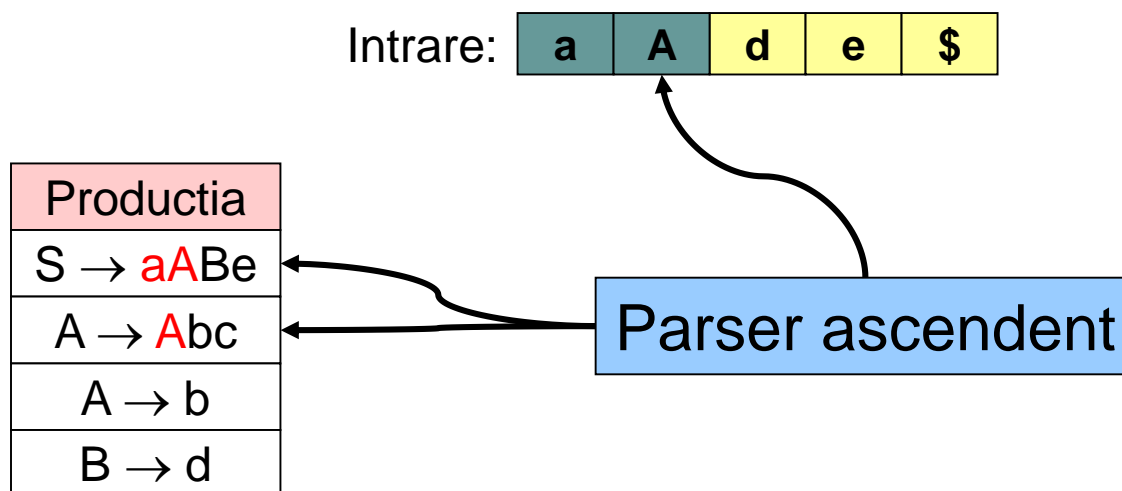 Intrare: a A d e $
Productia
S → aABe
A → Abc
A → b
B → d
Parser ascendent